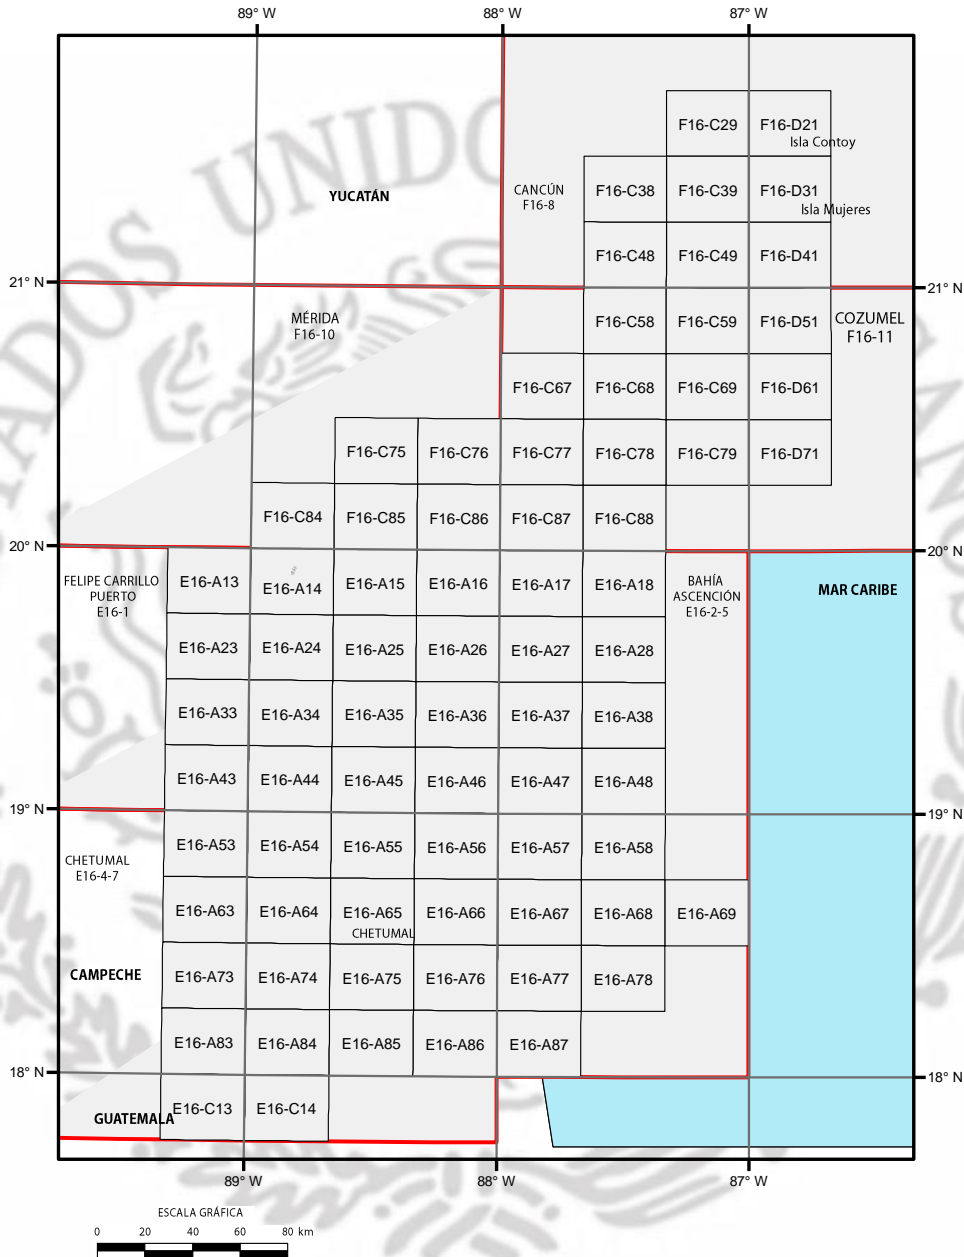 89° W 88° W 87° W
F16-C29 F16-D21
Isla Contoy
YUCATÁN
CANCÚN
F16-8
F16-C38 F16-C39 F16-D31
Isla Mujeres
F16-C48 F16-C49 F16-D41
21° N 21° N
MÉRIDA
F16-10
F16-C58 F16-C59 F16-D51
COZUMEL
F16-11
F16-C67 F16-C68 F16-C69 F16-D61
F16-C75 F16-C76 F16-C77 F16-C78 F16-C79 F16-D71
F16-C84 F16-C85 F16-C86 F16-C87 F16-C88
20° N 20° N
FELIPE CARRILLO
PUERTO
E16-1
E16-A13 E16-A14 E16-A15 E16-A16 E16-A17 E16-A18
BAHÍA
ASCENCIÓN
E16-2-5
MAR CARIBE
E16-A23 E16-A24 E16-A25 E16-A26 E16-A27 E16-A28
E16-A33 E16-A34 E16-A35 E16-A36 E16-A37 E16-A38
E16-A43 E16-A44 E16-A45 E16-A46 E16-A47 E16-A48
19° N 19° N
E16-A53 E16-A54 E16-A55 E16-A56 E16-A57 E16-A58
CHETUMAL
E16-4-7
E16-A63 E16-A64 E16-A65 E16-A66 E16-A67 E16-A68 E16-A69
CHETUMAL
CAMPECHE
E16-A73 E16-A74 E16-A75 E16-A76 E16-A77 E16-A78
E16-A83 E16-A84 E16-A85 E16-A86 E16-A87
18° N 18° N
E16-C13 E16-C14
GUATEMALA
89° W 88° W 87° W
ESCALA GRÁFICA
0 20 40 60 80 km